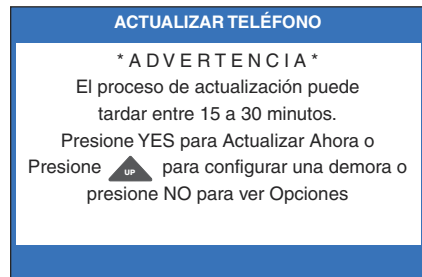 ACTUALIZAR TELÉFONO
* A D V E R T E N C I A *
El proceso de actualización puede
tardar entre 15 a 30 minutos.
Presione YES para Actualizar Ahora o
Presione UP para configurar una demora o
presione NO para ver Opciones